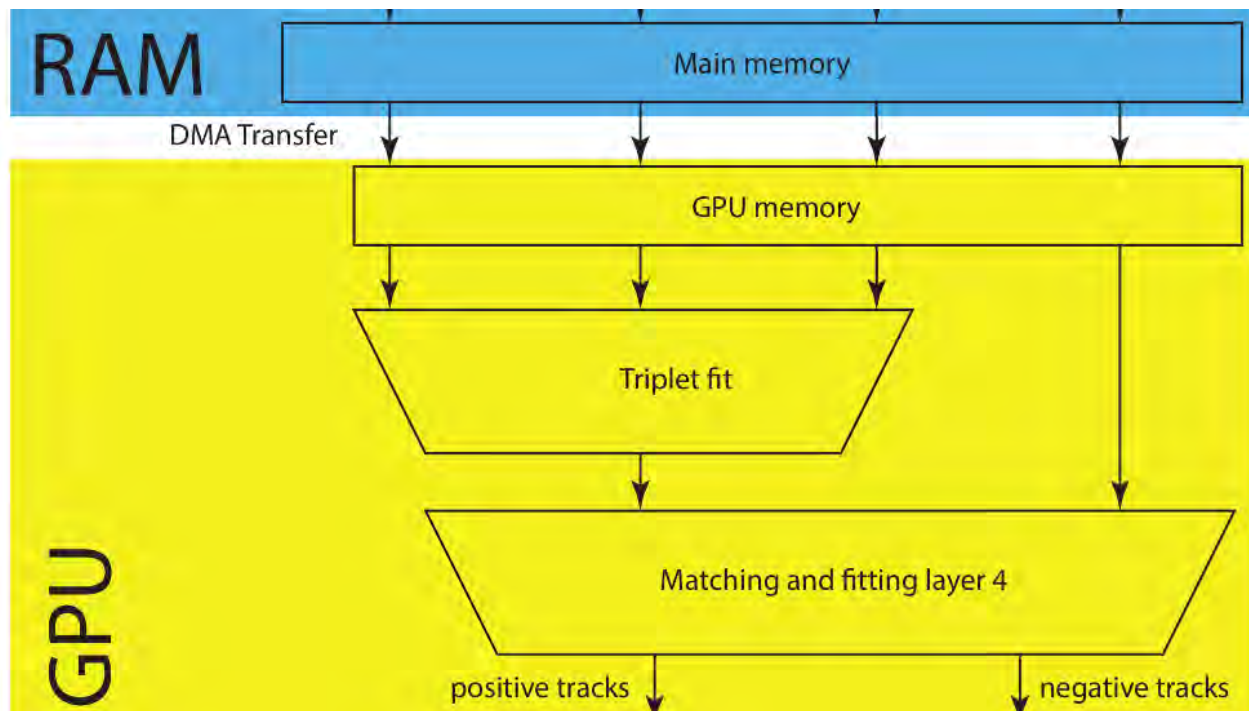 RAM
Main memory
DMA Transfer
GPU memory
Triplet fit
Matching and fitting layer 4
GPU
positive tracks
negative tracks